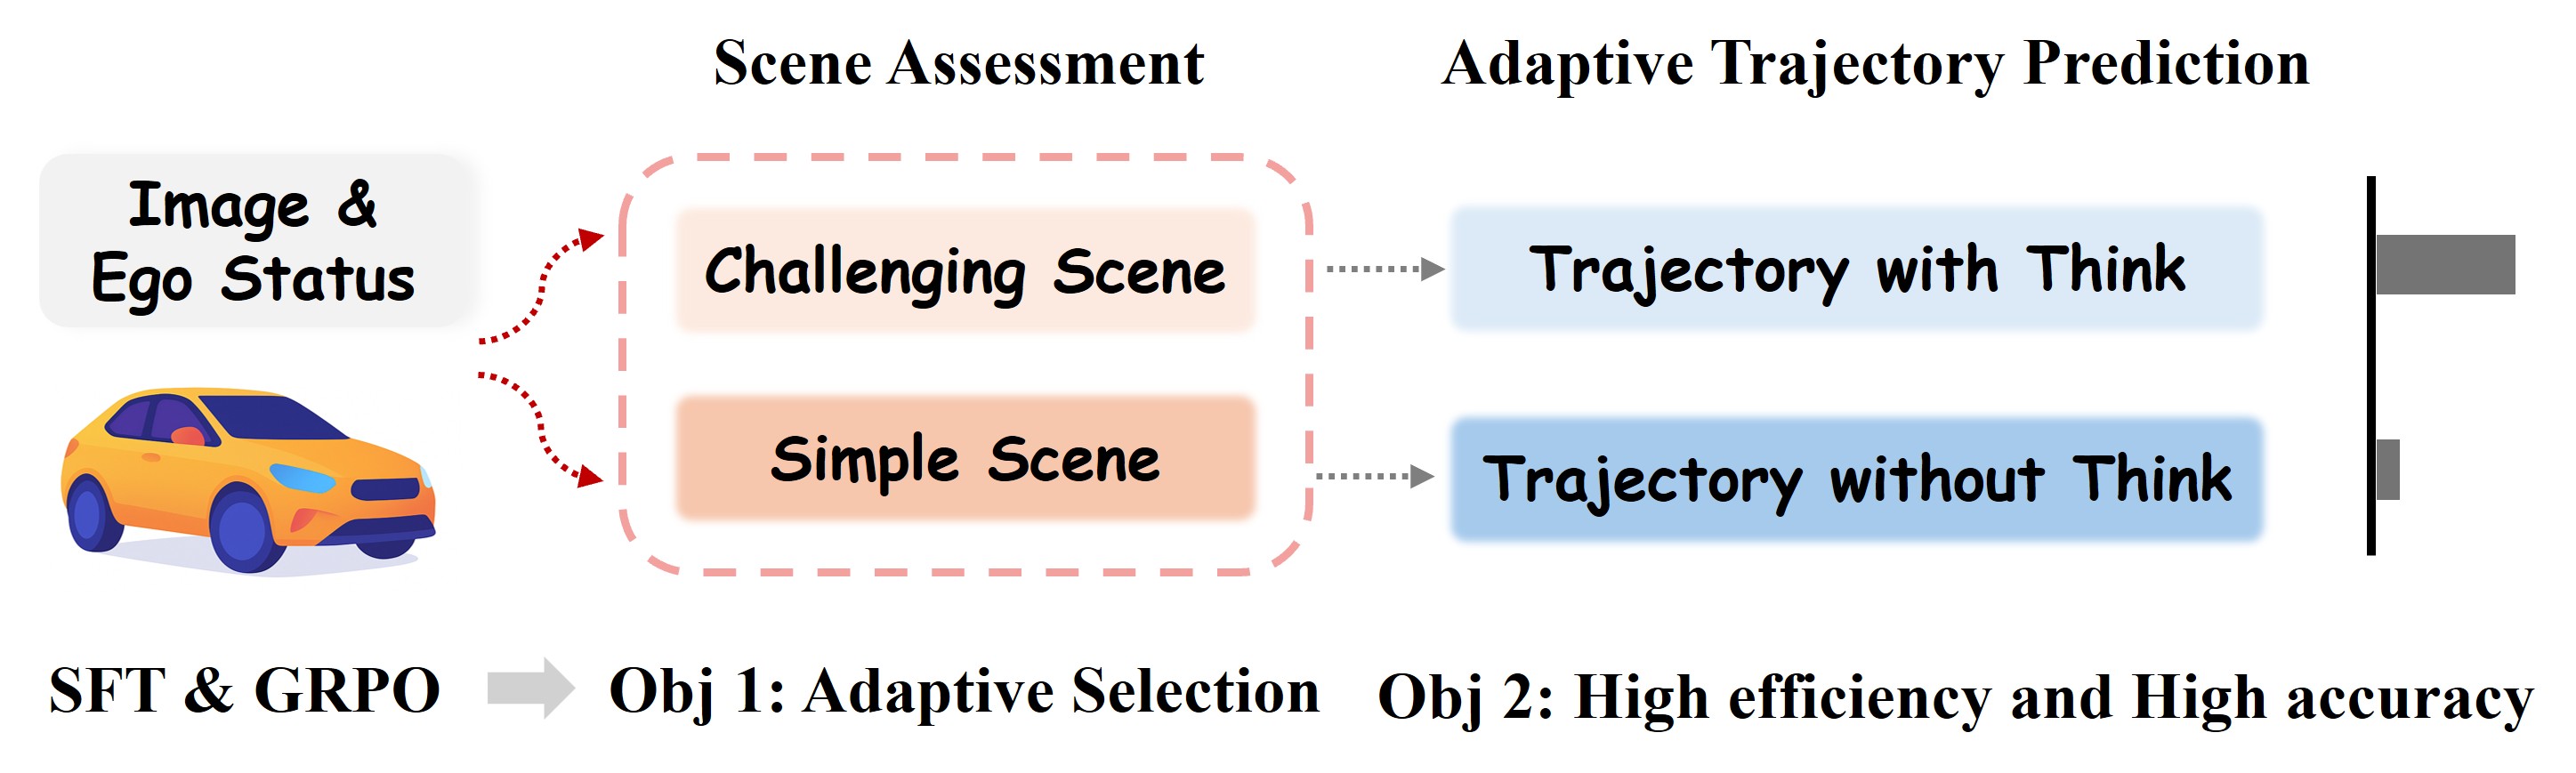 Scene Assessment
Adaptive Trajectory Prediction
Image &
Ego Status
Challenging Scene
Trajectory with Think
Simple Scene
Trajectory without Think
SFT & GRPO
Obj 1: Adaptive Selection
Obj 2: High efficiency and High accuracy